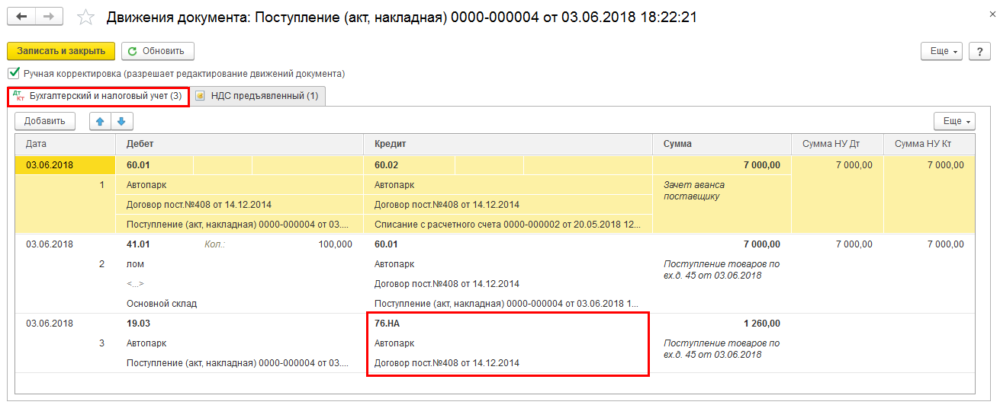 Движения документа: Поступление (акт, накладная) 0000-000004 от 03.06.2018 18:22:21
Записать и закрыть Обновить Еще ?
Ручная корректировка (разрешает редактирование движений документа)
Дт Кт Бухгалтерский и налоговый учет (3) НДС предъявленный (1)
Добавить Еще
Дата Дебет Кредит Сумма Сумма НУ Дт Сумма НУ Кт
03.06.2018 60.01 60.02 7 000,00 7 000,00 7 000,00
1 Автопарк Автопарк Зачет аванса
поставщику
Договор пост.№408 от 14.12.2014 Договор пост.№408 от 14.12.2014
Поступление (акт, накладная) 0000-000004 от 03.... Списание с расчетного счета 0000-000002 от 20.05.2018 12...
03.06.2018 41.01 Кол.: 100,000 60.01 7 000,00 7 000,00 7 000,00
2 лом Автопарк Поступление товаров по
вх.д. 45 от 03.06.2018
<...> Договор пост.№408 от 14.12.2014
Основной склад Поступление (акт, накладная) 0000-000004 от 03.06.2018 1...
03.06.2018 19.03 76.НА 1 260,00
3 Автопарк Автопарк Поступление товаров по
вх.д. 45 от 03.06.2018
Поступление (акт, накладная) 0000-000004 от 03.... Договор пост.№408 от 14.12.2014